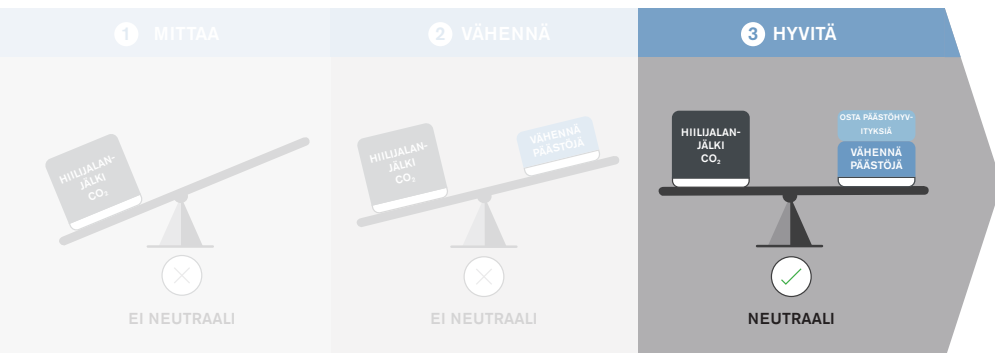 1 MITTAA
HIILIJALAN-
JÄLKI
CO₂
EI NEUTRAALI
2 VÄHENNÄ
HIILIJALAN-
JÄLKI
CO₂
VÄHENNÄ
PÄÄSTÖJÄ
EI NEUTRAALI
3 HYVITÄ
HIILIJALAN-
JÄLKI
CO₂
OSTA PÄÄSTÖHYV-
ITYKSIÄ
VÄHENNÄ
PÄÄSTÖJÄ
NEUTRAALI